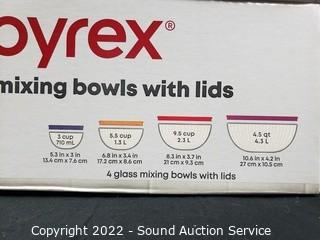 pyrex®
mixing bowls with lids
3 cup
710 mL
5.3 in x 3 in
13.4 cm x 7.6 cm
5.5 cup
1.3 L
6.8 in x 3.4 in
17.2 cm x 8.6 cm
9.5 cup
2.3 L
8.3 in x 3.7 in
21 cm x 9.3 cm
4.5 qt
4.3 L
10.6 in x 4.2 in
27 cm x 10.5 cm
4 glass mixing bowls with lids
Copyright 2022 - Sound Auction Service